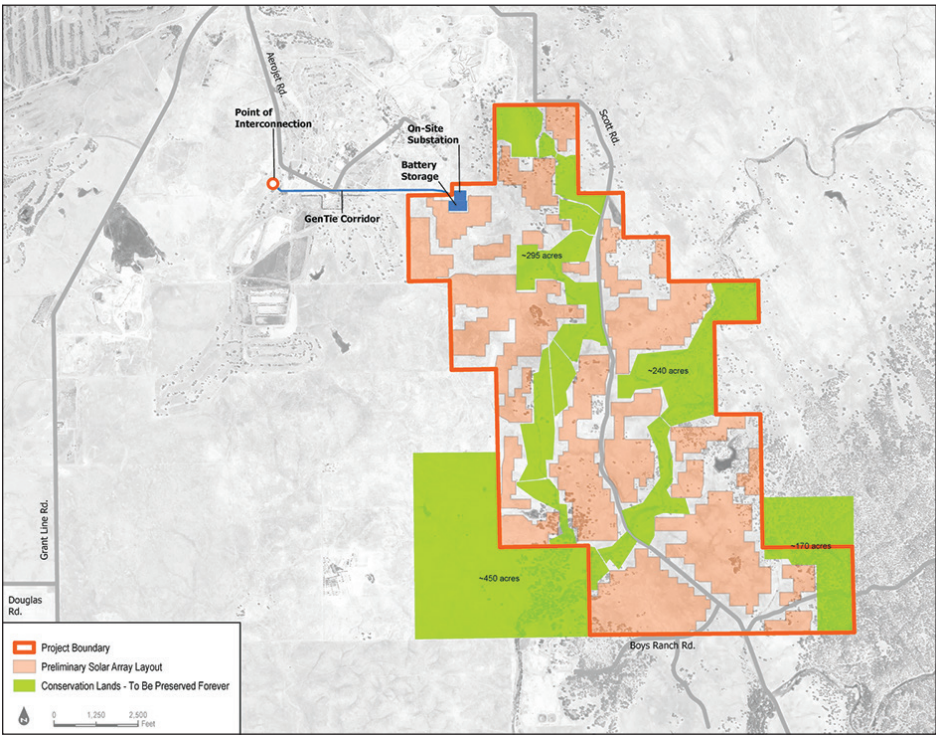 Aerojet Rd.
Point of
Interconnection
On-Site
Substation
Scott Rd.
Battery
Storage
GenTie Corridor
~295 acres
~240 acres
Grant Line Rd.
~170 acres
~450 acres
Douglas
Rd.
Boys Ranch Rd.
Project Boundary
Preliminary Solar Array Layout
Conservation Lands - To Be Preserved Forever
N
0 1,250 2,500
Feet